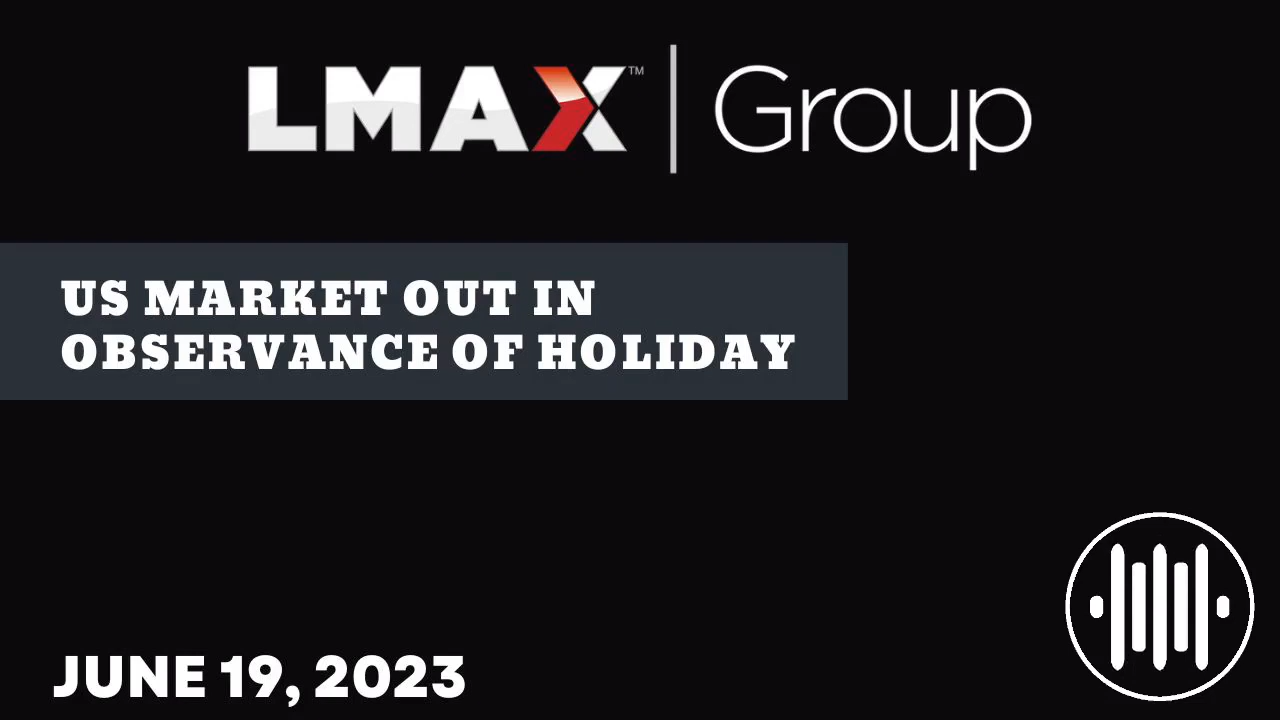 LMAX™ | Group
US MARKET OUT IN
OBSERVANCE OF HOLIDAY
JUNE 19, 2023